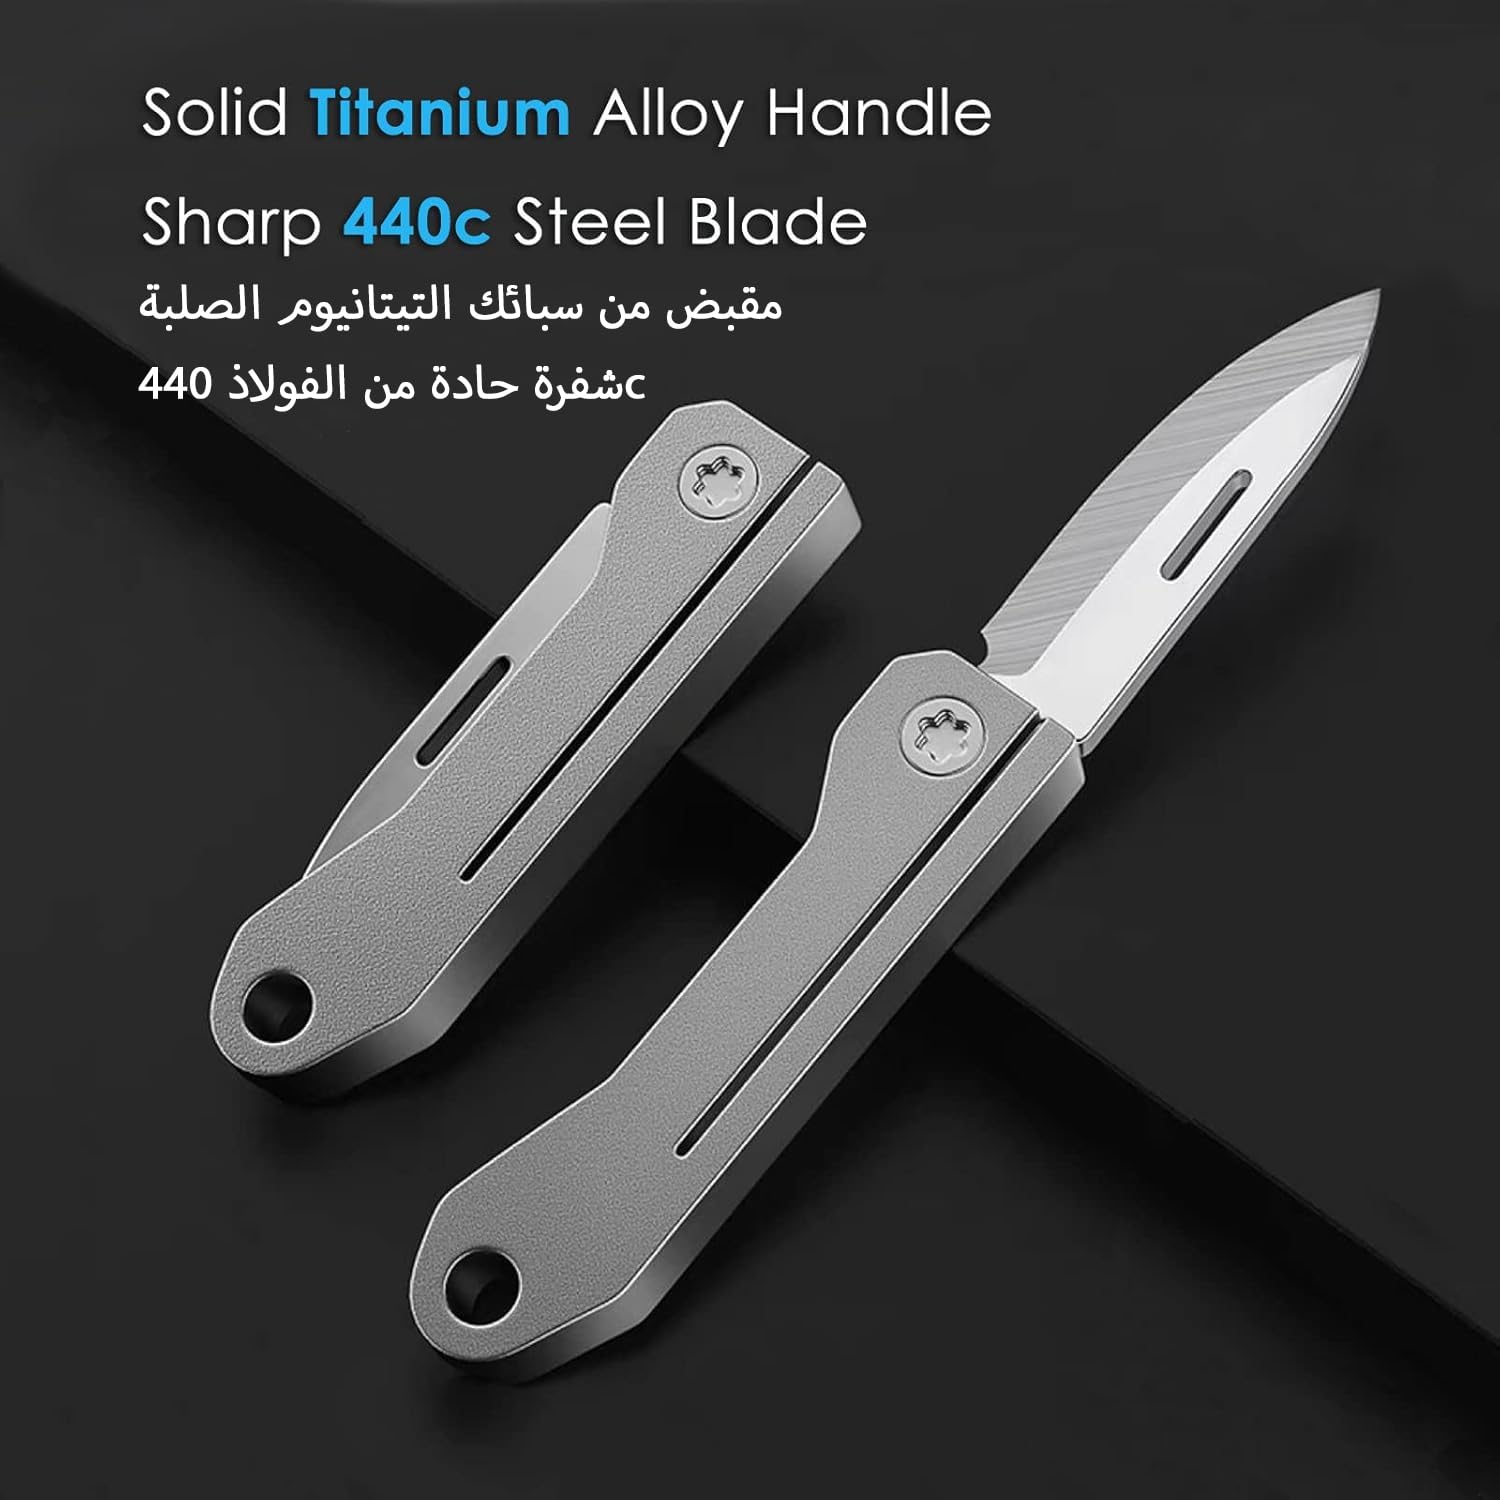 Solid Titanium Alloy Handle
Sharp 440c Steel Blade
مقبض من سبائك التيتانيوم الصلبة
cشفرة حادة من الفولاذ 440